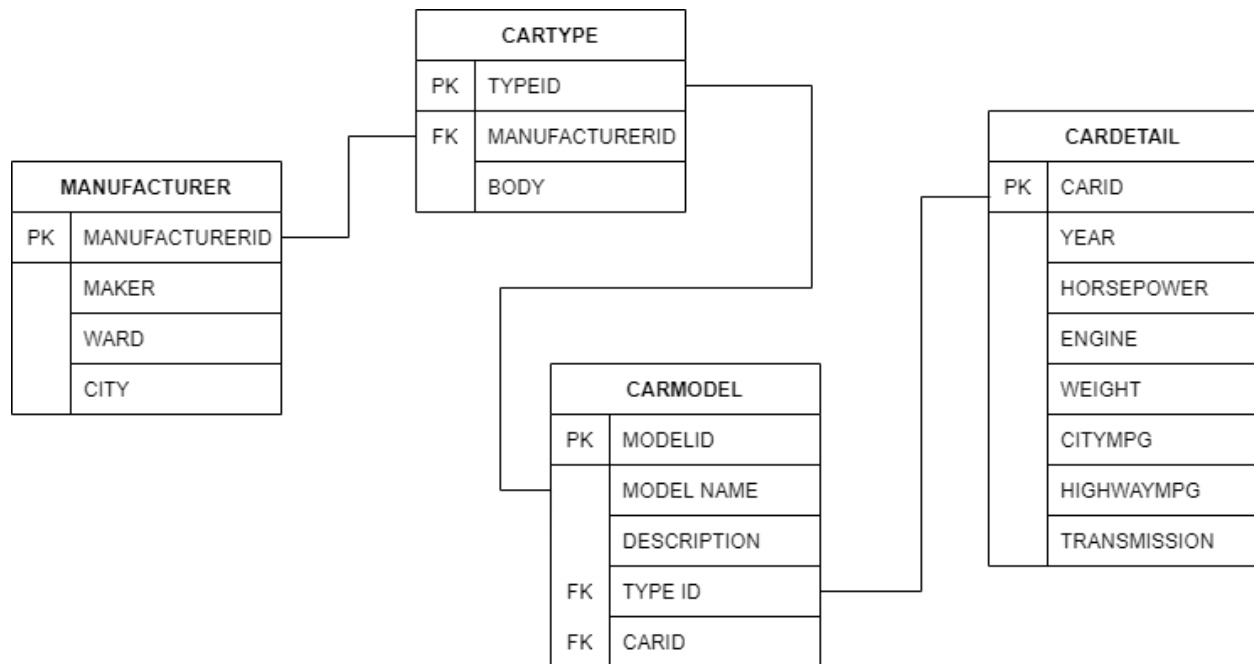 CARTYPE
PK TYPEID
FK MANUFACTURERID
BODY
MANUFACTURER
PK MANUFACTURERID
MAKER
WARD
CITY
CARMODEL
PK MODELID
MODEL NAME
DESCRIPTION
FK TYPE ID
FK CARID
CARDETAIL
PK CARID
YEAR
HORSEPOWER
ENGINE
WEIGHT
CITYMPG
HIGHWAYMPG
TRANSMISSION